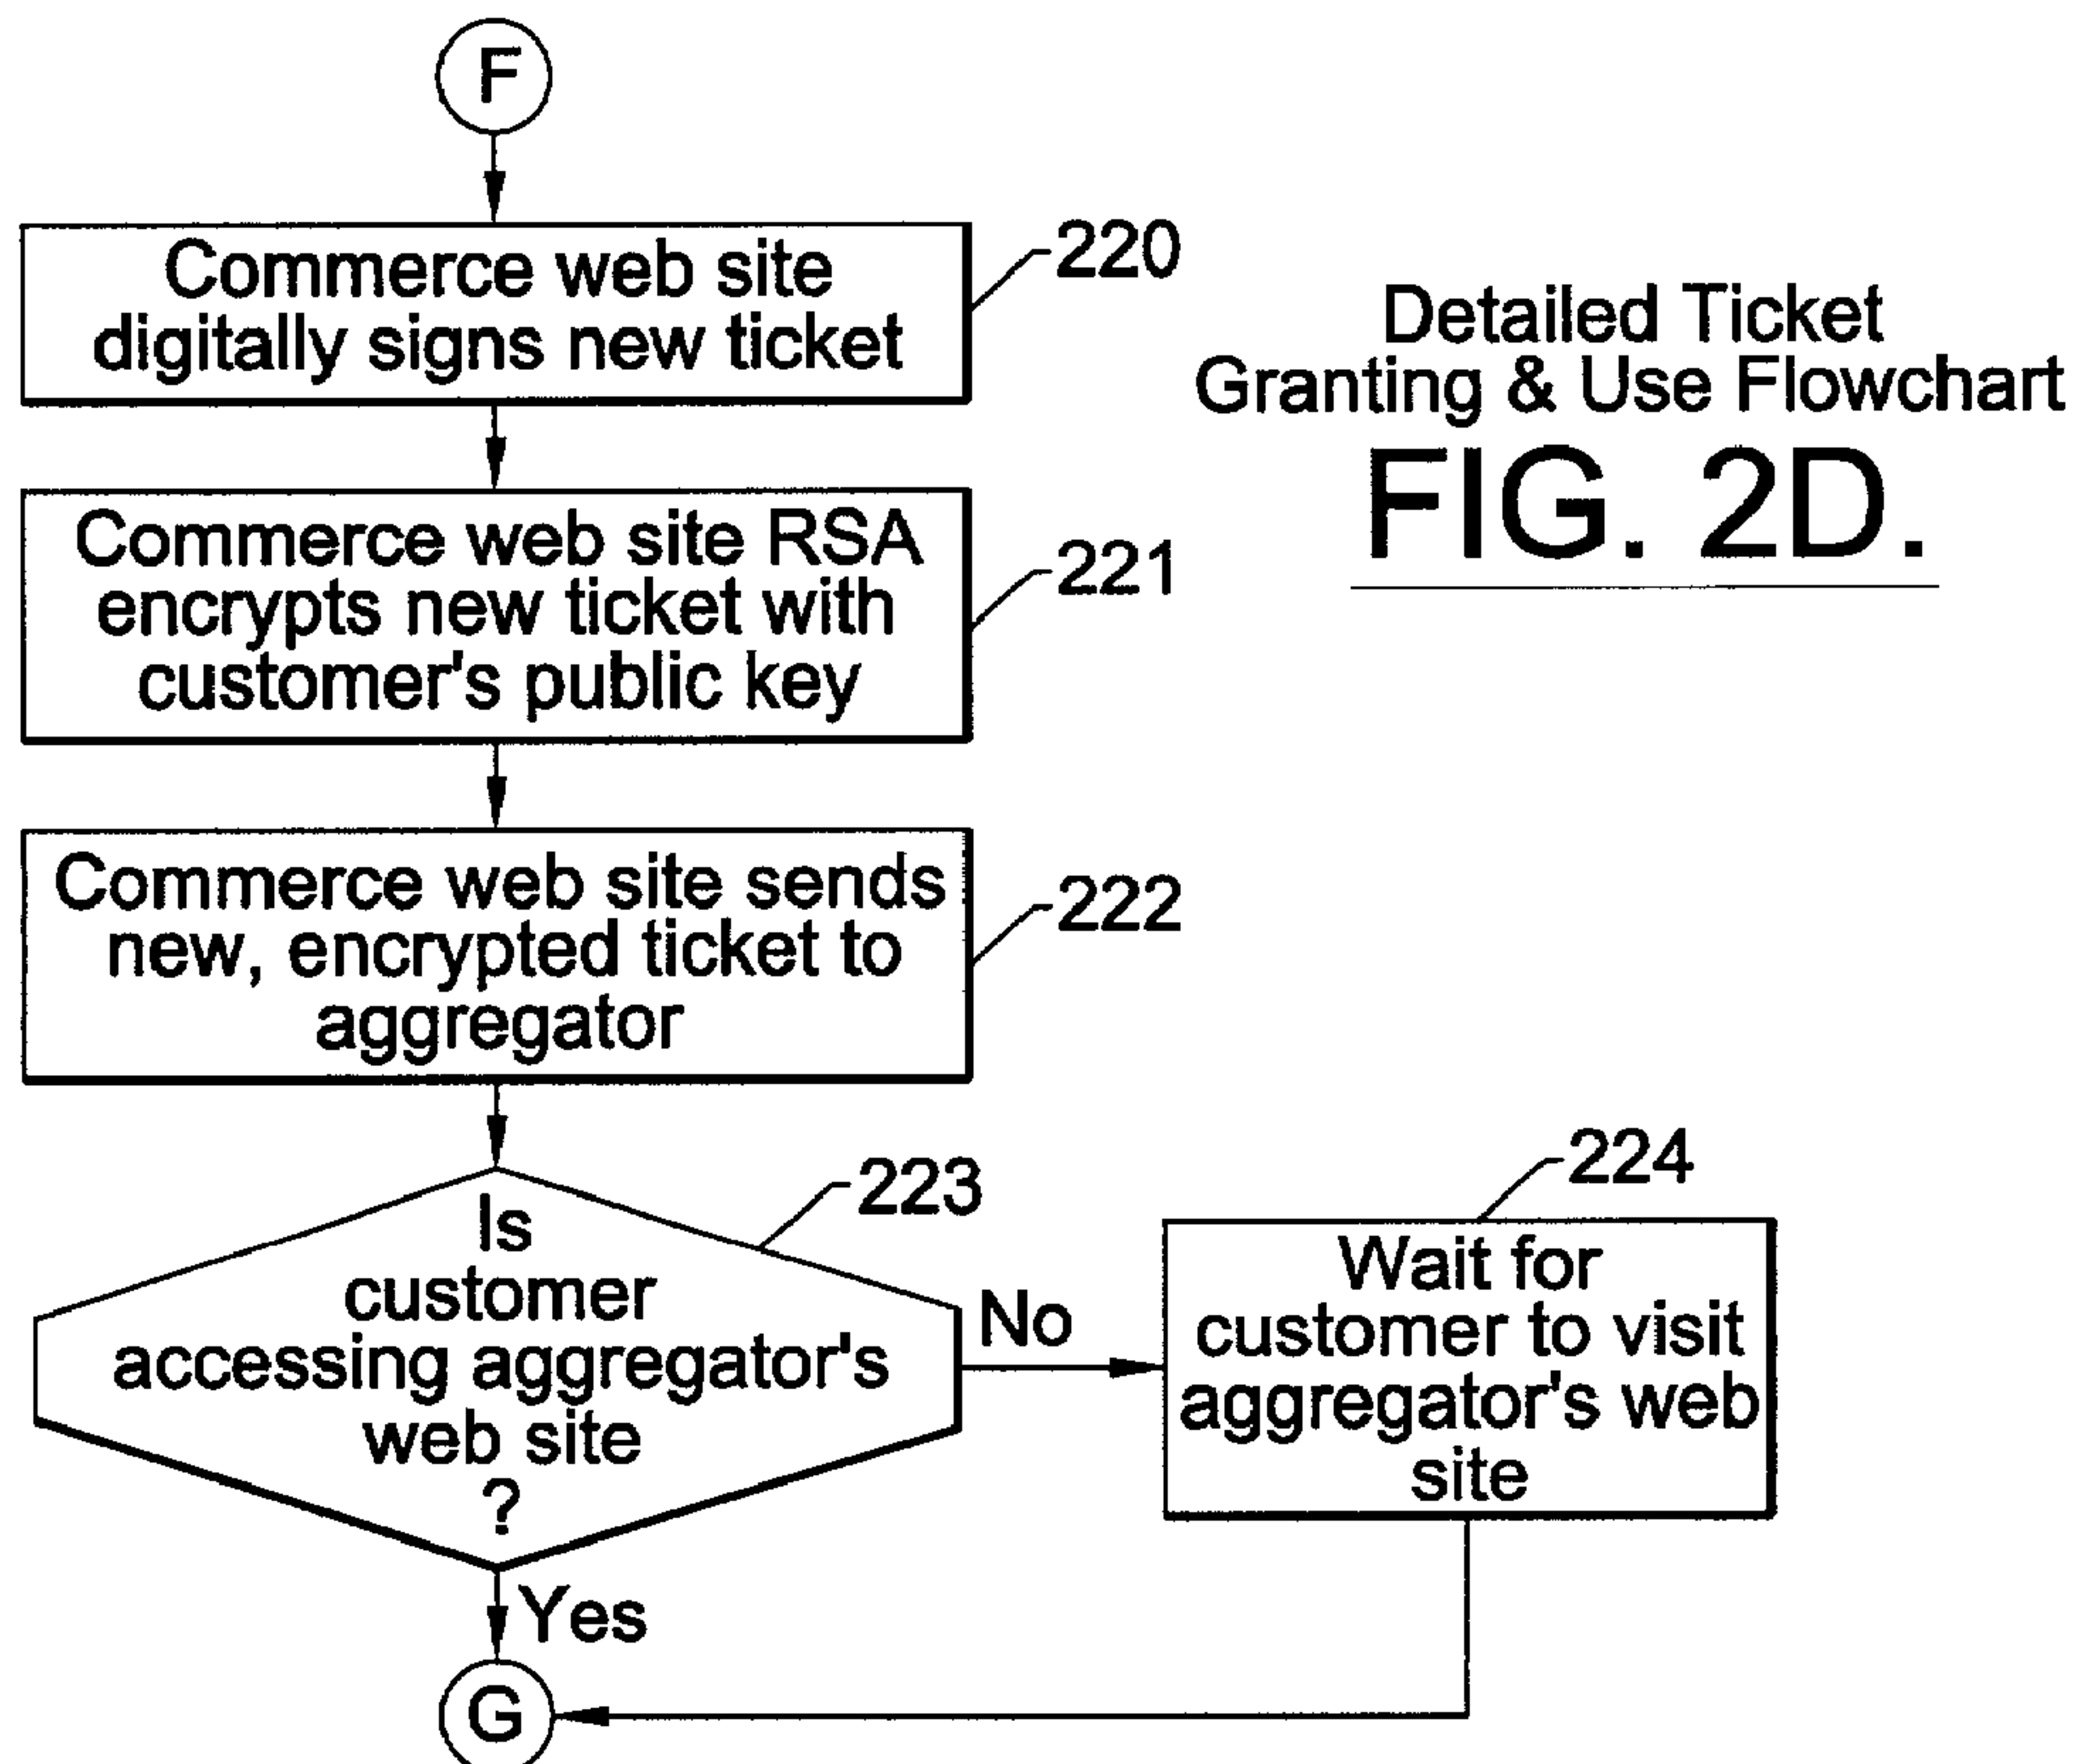 F
Commerce web site
digitally signs new ticket
220
Detailed Ticket
Granting & Use Flowchart
FIG. 2D.
Commerce web site RSA
encrypts new ticket with
customer's public key
221
Commerce web site sends
new, encrypted ticket to
aggregator
222
Is
customer
accessing aggregator's
web site
?
223
No
224
Wait for
customer to visit
aggregator's web
site
Yes
G